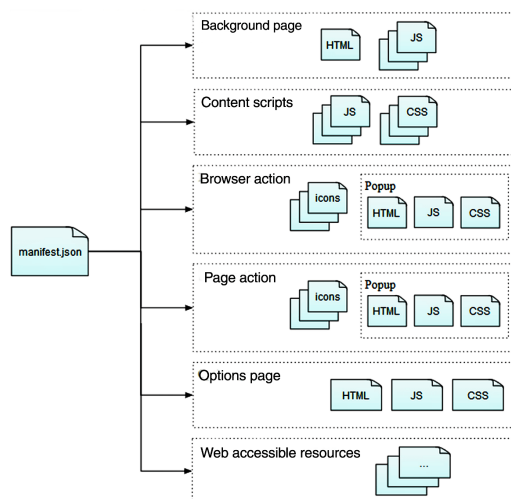 Background page
HTML
JS
Content scripts
JS
CSS
Browser action
icons
Popup
HTML
JS
CSS
manifest.json
Page action
icons
Popup
HTML
JS
CSS
Options page
HTML
JS
CSS
Web accessible resources
...